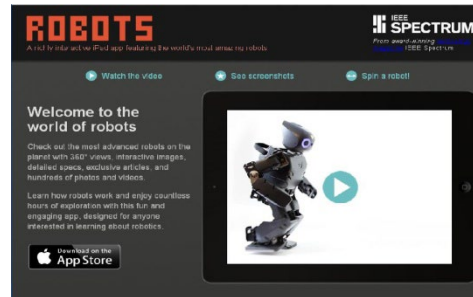 ROBOTS
A richly interactive iPad app featuring the world's most amazing robots
IEEE
SPECTRUM
From award-winning
IEEE Spectrum
Watch the video
See screenshots
Spin a robot!
Welcome to the
world of robots
Check out the most advanced robots on the
planet with 360° views, interactive images,
detailed specs, exclusive articles, and
hundreds of photos and videos.
Learn how robots work and enjoy countless
hours of exploration with this fun and
engaging app, designed for anyone
interested in learning about robotics.
Download on the
App Store